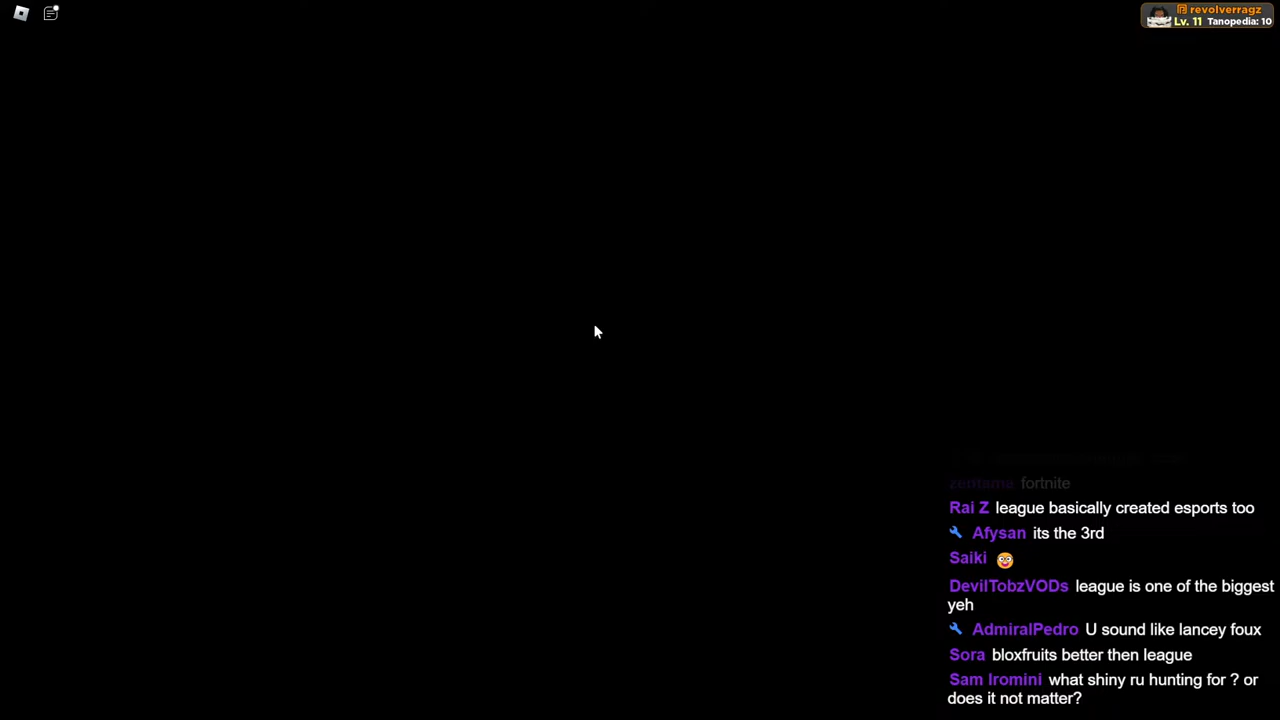 revolverragz
Lv. 11 Tanopedia: 10
zentsma fortnite
Rai Z league basically created esports too
Afysan its the 3rd
Saiki
DevilTobzVODs league is one of the biggest
yeh
AdmiralPedro U sound like lancey foux
Sora bloxfruits better then league
Sam Iromini what shiny ru hunting for ? or
does it not matter?